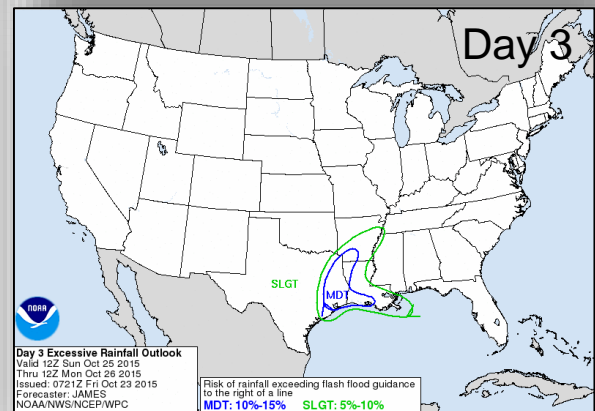 Day 3
SLGT
MDT
NOAA
Day 3 Excessive Rainfall Outlook
Valid 12Z Sun Oct 25 2015
Thru 12Z Mon Oct 26 2015
Issued: 0721Z Fri Oct 23 2015
Forecaster: JAMES
NOAA/NWS/NCEP/WPC
Risk of rainfall exceeding flash flood guidance
to the right of a line
MDT: 10%-15% SLGT: 5%-10%